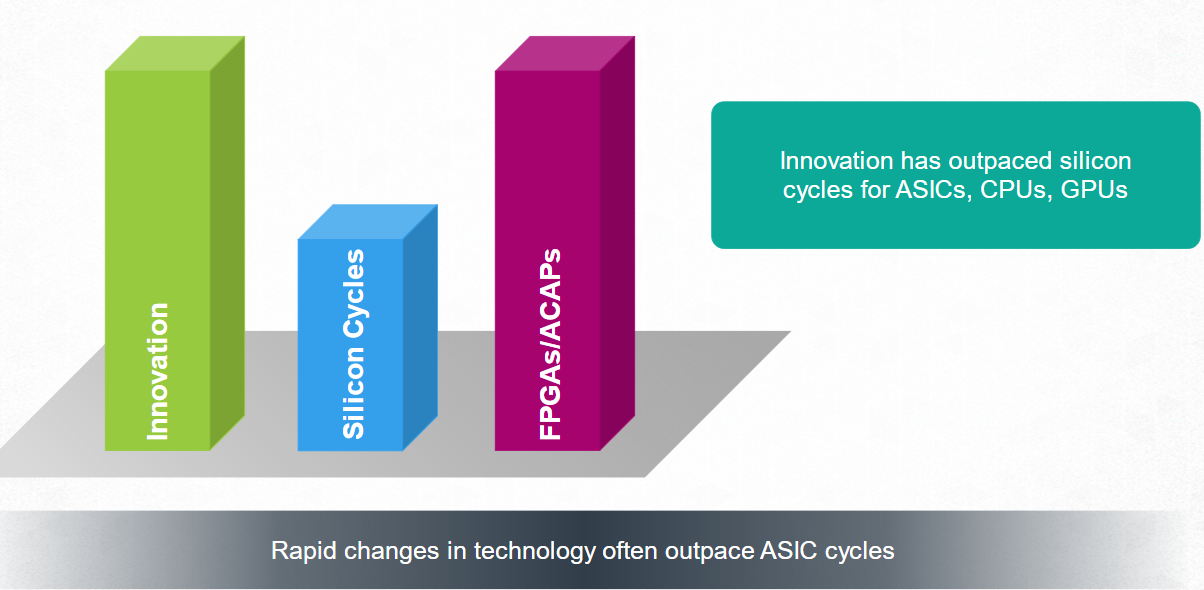 Innovation
Silicon Cycles
FPGAs/ACAPs
Innovation has outpaced silicon
cycles for ASICs, CPUs, GPUs
Rapid changes in technology often outpace ASIC cycles